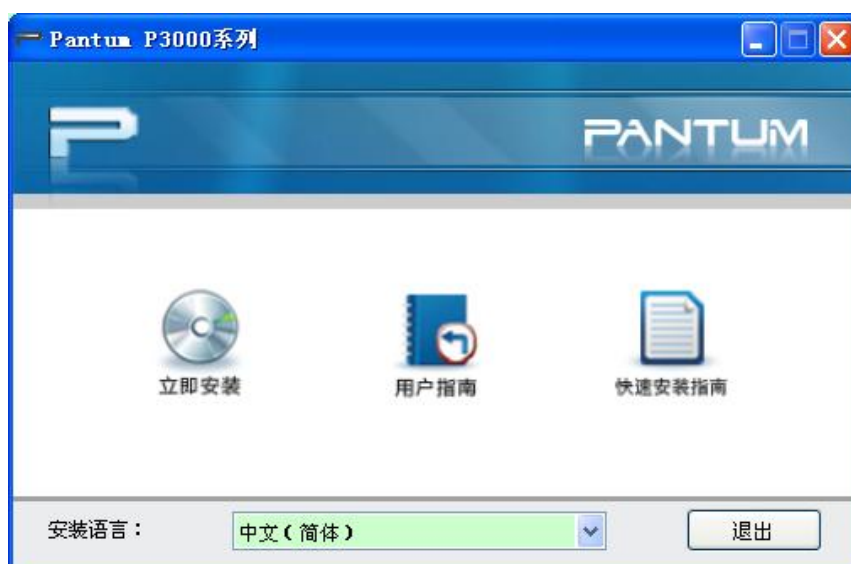 Pantum P3000系列
PANTUM
立即安装
用户指南
快速安装指南
安装语言：
中文（简体）
退出